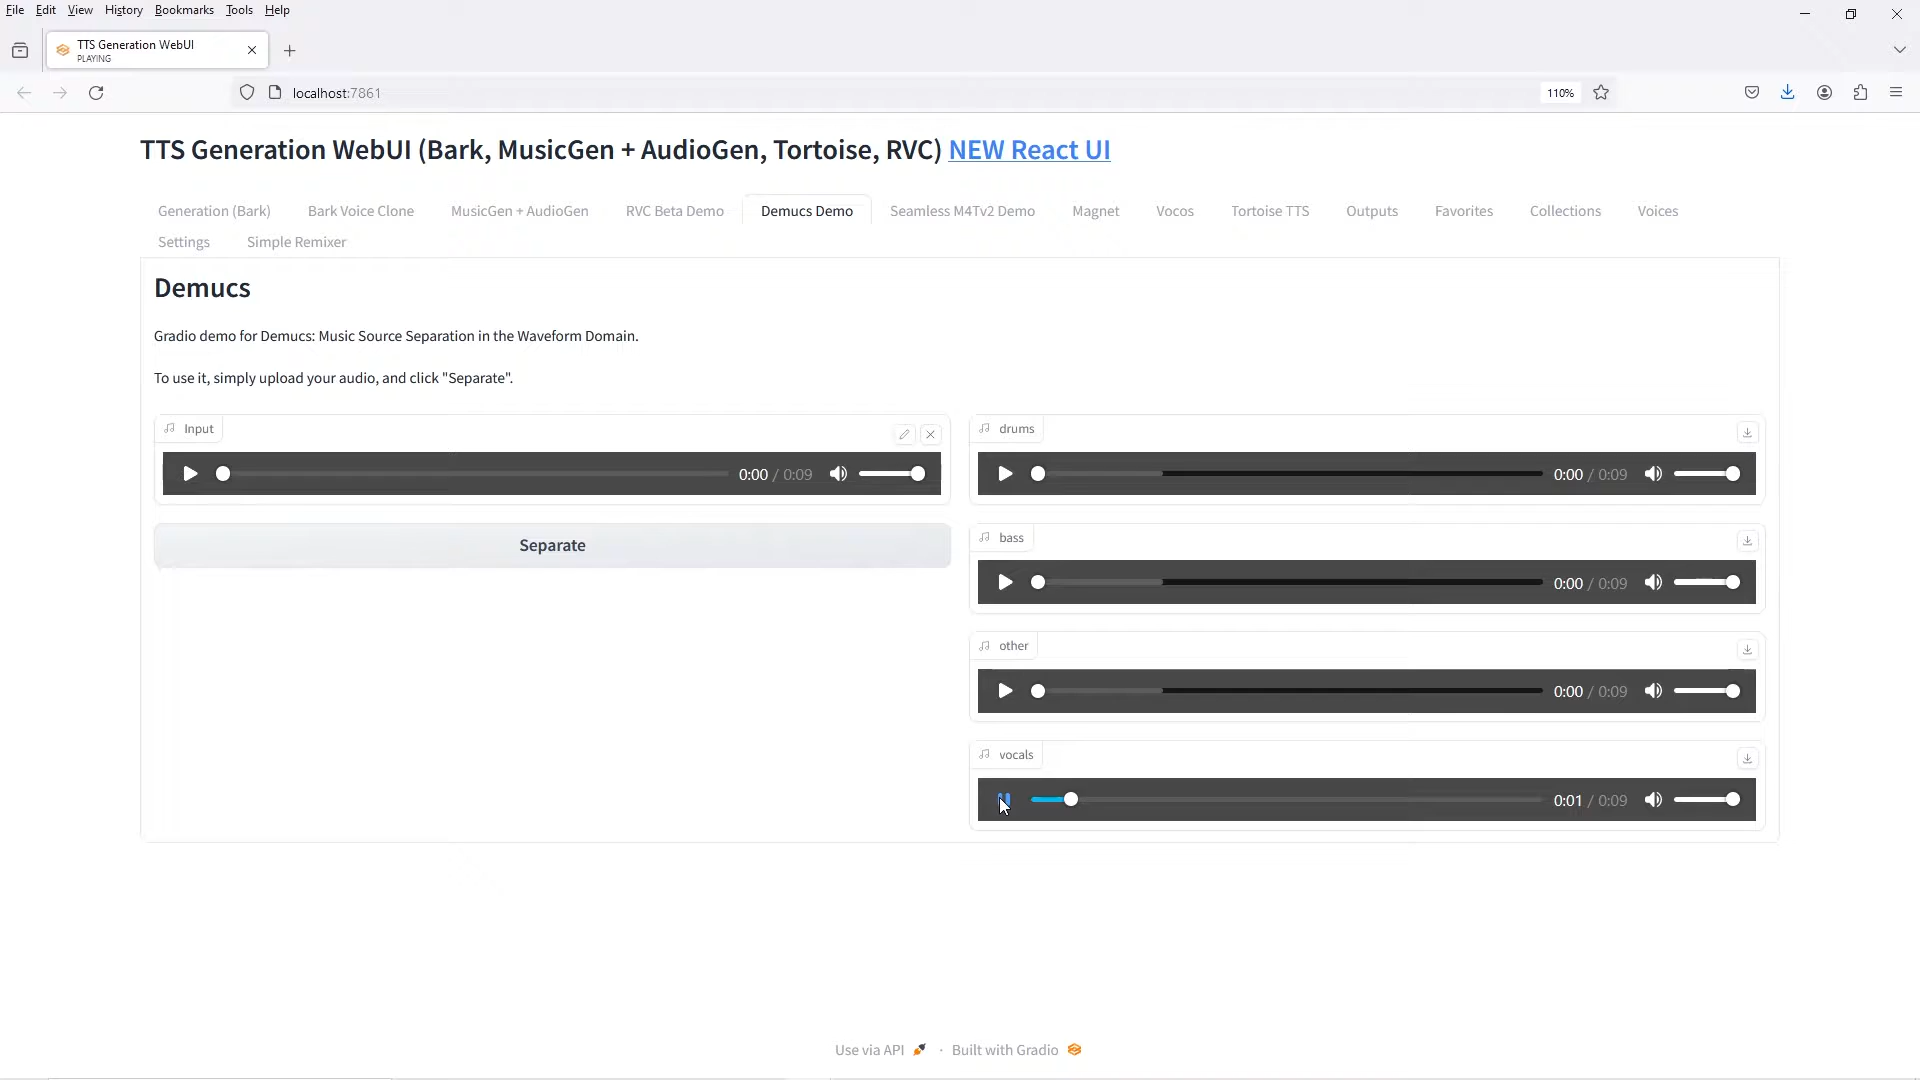 File Edit View History Bookmarks Tools Help
TTS Generation WebUI
PLAYING
localhost:7861
110%
TTS Generation WebUI (Bark, MusicGen + AudioGen, Tortoise, RVC) NEW React UI
Generation (Bark) Bark Voice Clone MusicGen + AudioGen RVC Beta Demo Demucs Demo Seamless M4Tv2 Demo Magnet Vocos Tortoise TTS Outputs Favorites Collections Voices
Settings Simple Remixer
Demucs
Gradio demo for Demucs: Music Source Separation in the Waveform Domain.
To use it, simply upload your audio, and click "Separate".
Input
0:00 / 0:09
Separate
drums
0:00 / 0:09
bass
0:00 / 0:09
other
0:00 / 0:09
vocals
0:01 / 0:09
Use via API · Built with Gradio